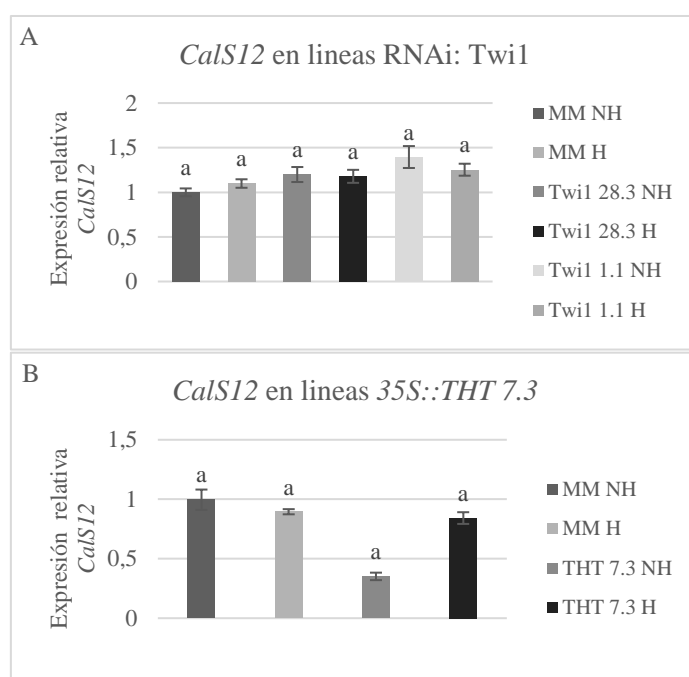 A
CalS12 en lineas RNAi: Twi1
Expresión relativa
CalS12
2
1,5
1
0,5
0
a
a
a
a
a
a
MM NH
MM H
Twi1 28.3 NH
Twi1 28.3 H
Twi1 1.1 NH
Twi1 1.1 H
B
CalS12 en lineas 35S::THT 7.3
Expresión relativa
CalS12
1,5
1
0,5
0
a
a
a
a
MM NH
MM H
THT 7.3 NH
THT 7.3 H